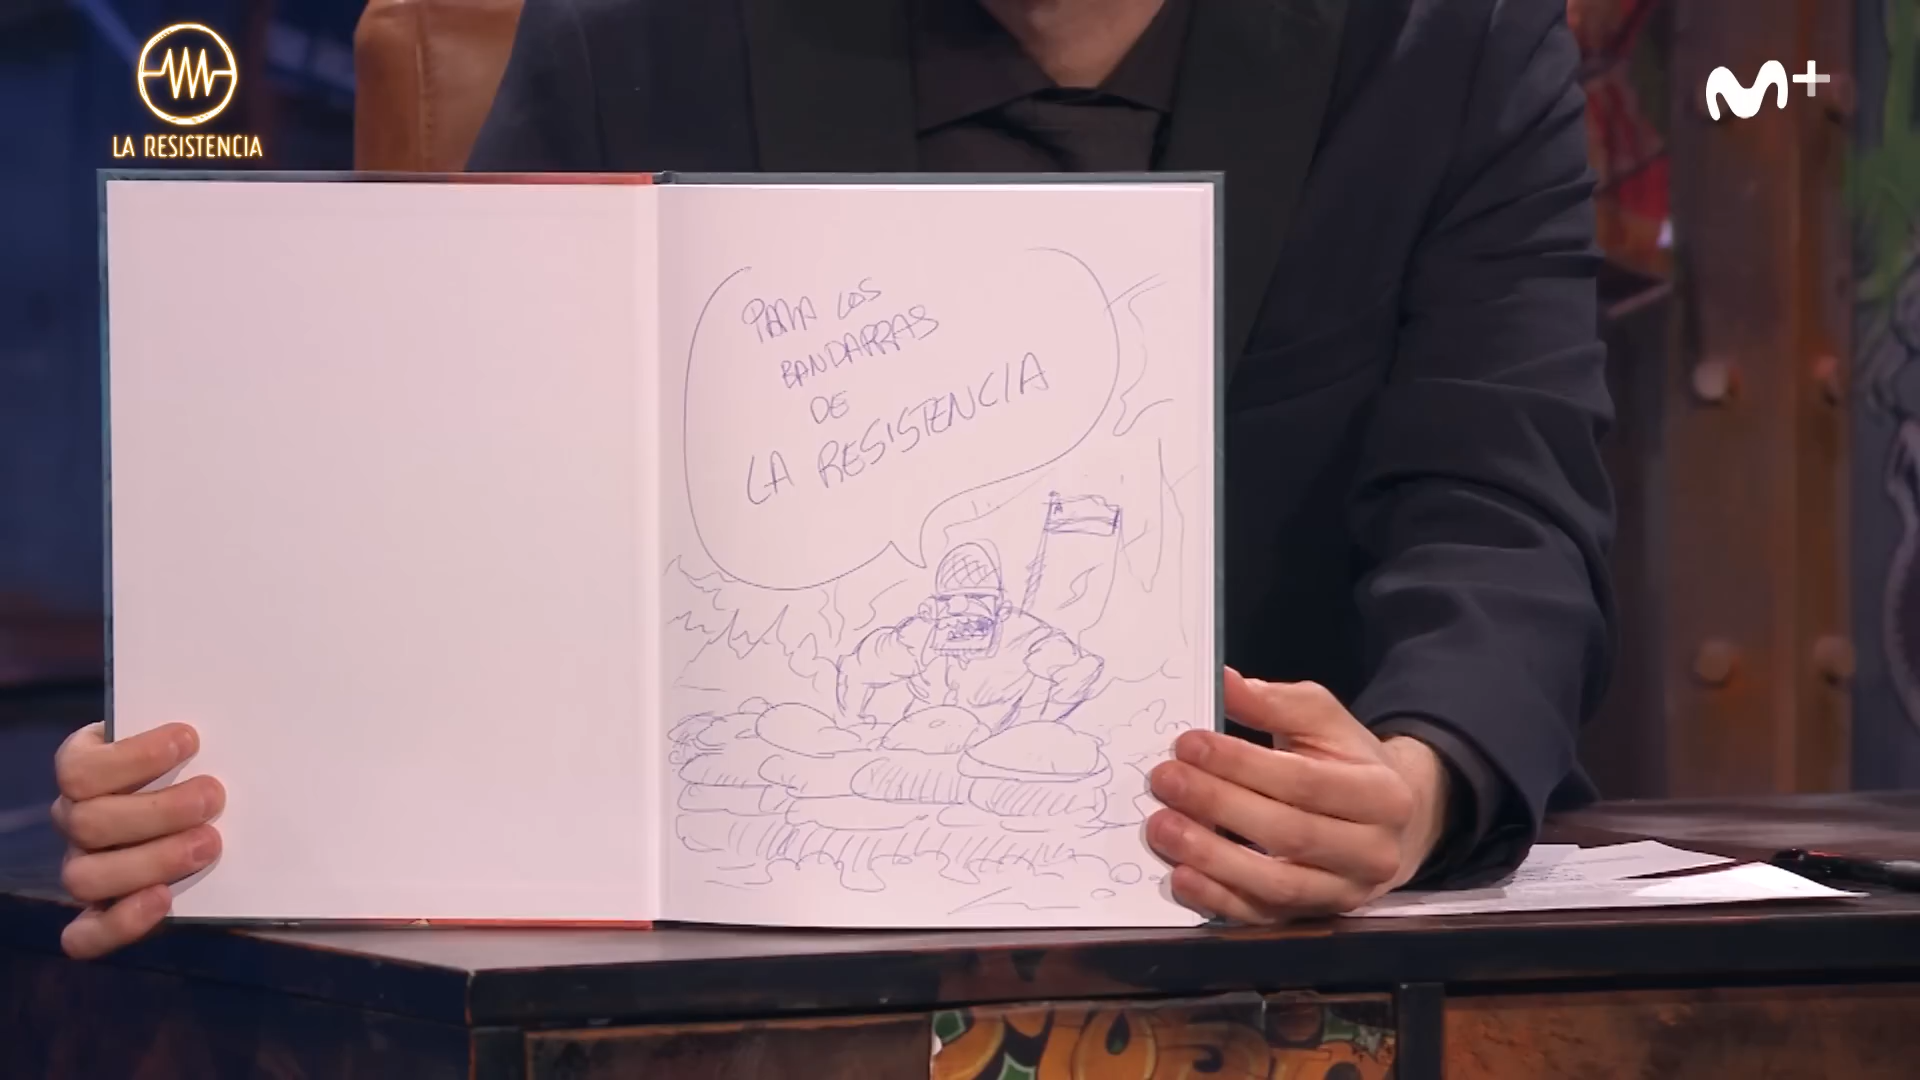 LA RESISTENCIA
M+
PARA LOS
BANDARRAS
DE
LA RESISTENCIA